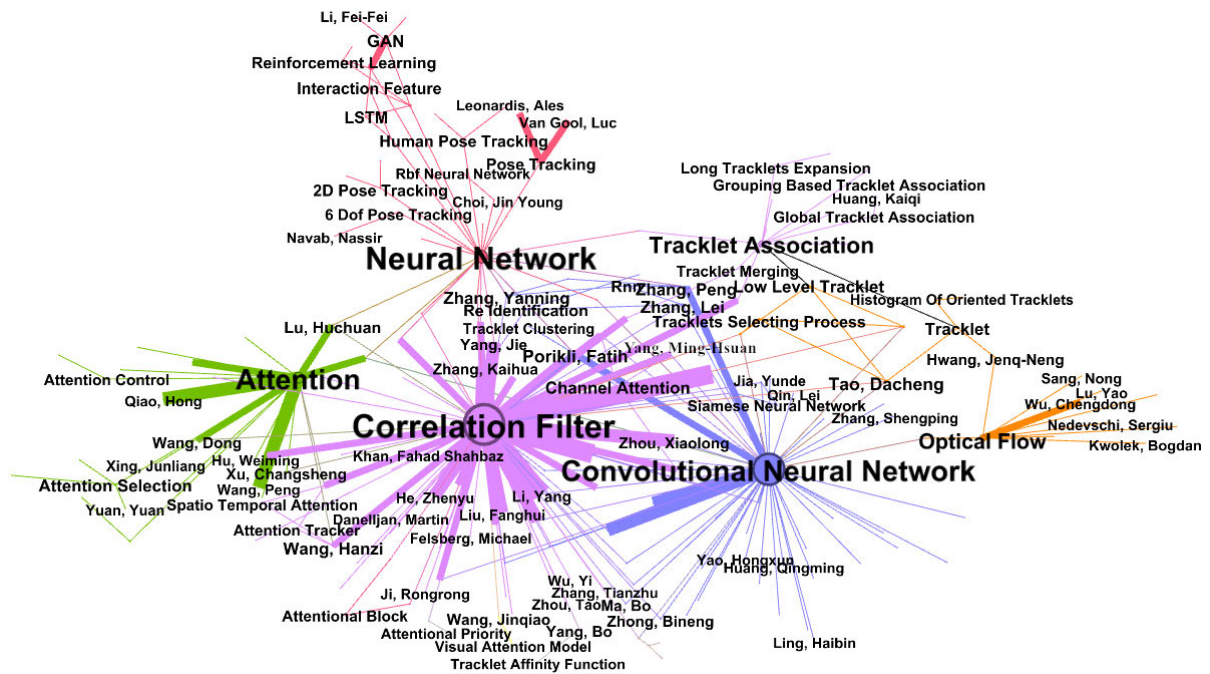 Li, Fei-Fei
GAN
Reinforcement Learning
Interaction Feature
Leonardis, Ales
LSTM
Van Gool, Luc
Human Pose Tracking
Pose Tracking
Rbf Neural Network
2D Pose Tracking
Choi, Jin Young
6 Dof Pose Tracking
Navab, Nassir
Neural Network
Long Tracklets Expansion
Grouping Based Tracklet Association
Huang, Kaiqi
Global Tracklet Association
Tracklet Association
Tracklet Merging
Rnn
Zhang, Peng
Low Level Tracklet
Histogram Of Oriented Tracklets
Zhang, Yanning
Re Identification
Zhang, Lei
Tracklets Selecting Process
Tracklet
Lu, Huchuan
Tracklet Clustering
Yang, Jie
Yang, Ming-Hsuan
Porikli, Fatih
Hwang, Jenq-Neng
Zhang, Kaihua
Attention Control
Attention
Channel Attention
Jia, Yunde
Tao, Dacheng
Sang, Nong
Qin, Lei
Lu, Yao
Qiao, Hong
Siamese Neural Network
Wu, Chengdong
Zhang, Shengping
Nedevschi, Sergiu
Correlation Filter
Optical Flow
Kwolek, Bogdan
Wang, Dong
Zhou, Xiaolong
Khan, Fahad Shahbaz
Hu, Weiming
Xing, Junliang
Xu, Changsheng
Convolutional Neural Network
Attention Selection
Wang, Peng
He, Zhenyu
Li, Yang
Yuan, Yuan
Spatio Temporal Attention
Danelljan, Martin
Liu, Fanghui
Attention Tracker
Felsberg, Michael
Wang, Hanzi
Yao, Hongxun
Huang, Qingming
Wu, Yi
Zhang, Tianzhu
Ji, Rongrong
Zhou, Tao
Ma, Bo
Attentional Block
Wang, Jinqiao
Zhong, Bineng
Attentional Priority
Yang, Bo
Visual Attention Model
Ling, Haibin
Tracklet Affinity Function